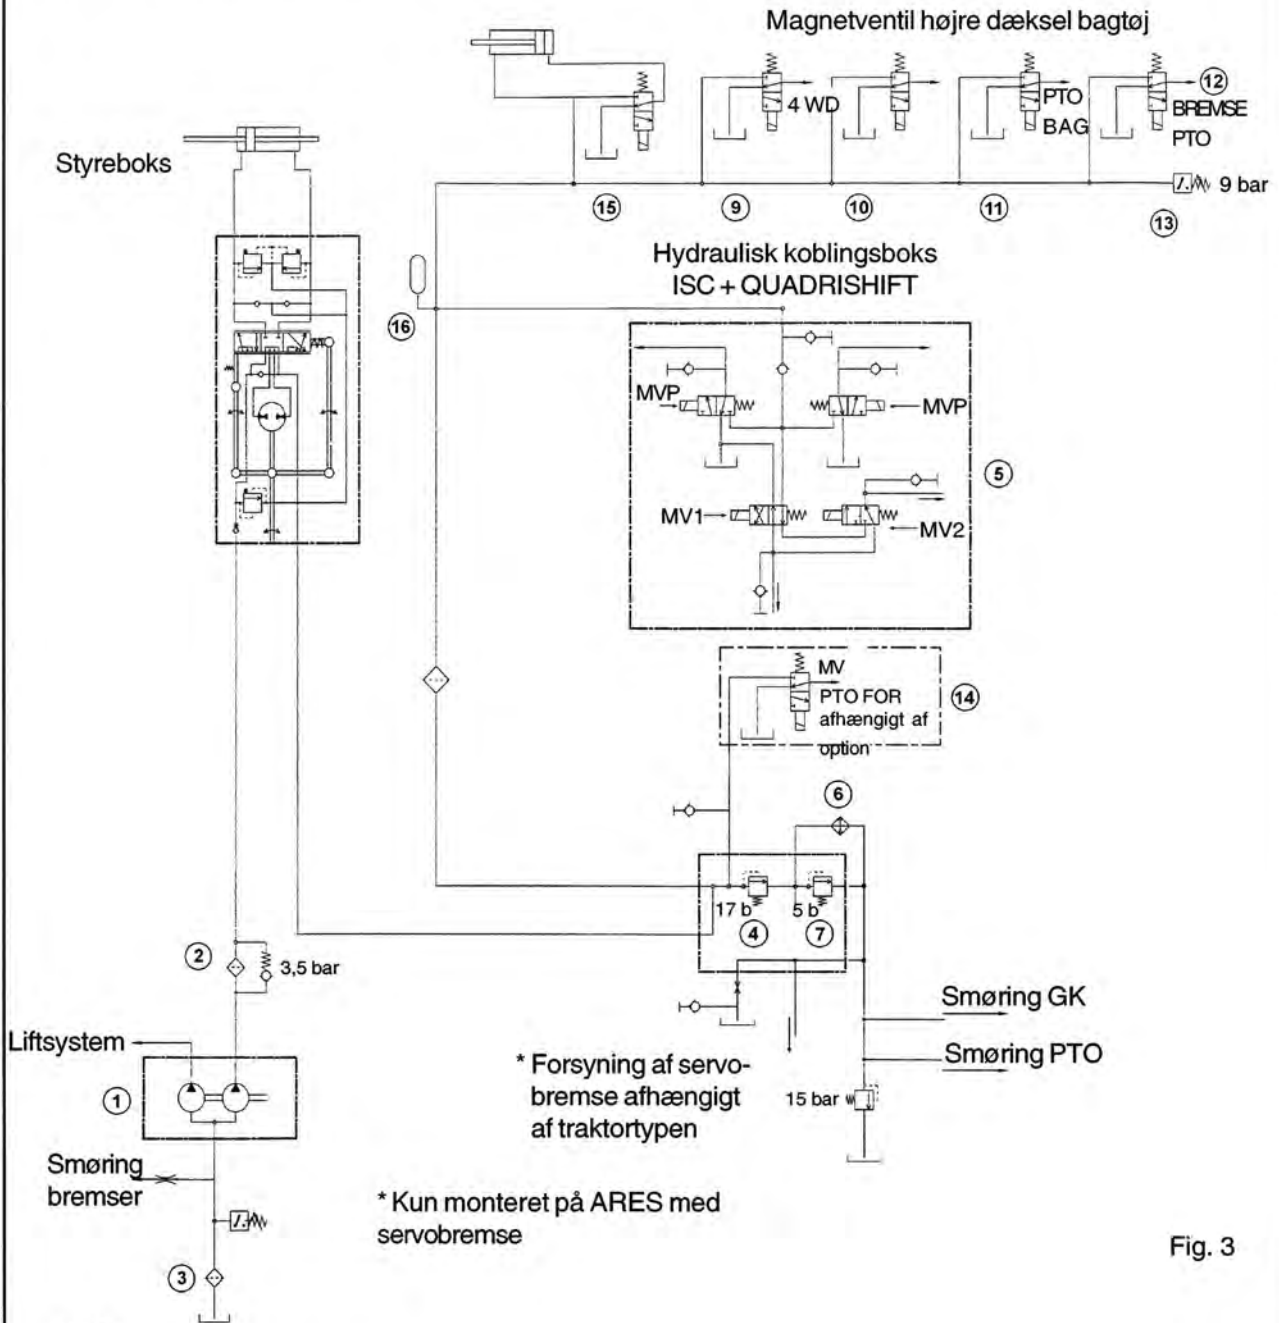 Magnetventil højre dæksel bagtøj
4 WD
PTO
BAG
12
BREMSE
PTO
9 bar
15
9
10
11
13
Styreboks
Hydraulisk koblingsboks
ISC + QUADRISHIFT
16
MVP
MVP
5
MV1
MV2
MV
PTO FOR
afhængigt af
option
14
6
17 b
5 b
4
7
2
3,5 bar
Smøring GK
Liftsystem
Smøring PTO
1
* Forsyning af servo-
bremse afhængigt
af traktortypen
15 bar
Smøring
bremser
* Kun monteret på ARES med
servobremse
3
Fig. 3